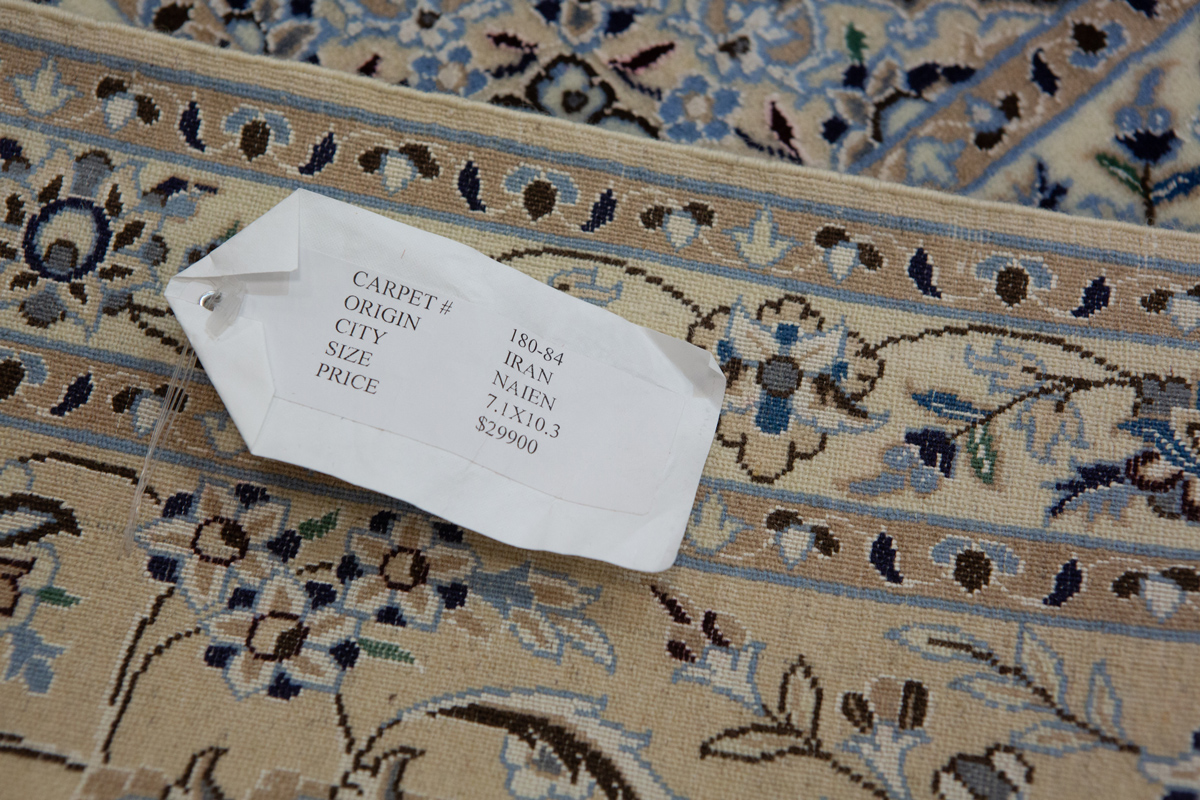 CARPET # 180-84
ORIGIN IRAN
CITY NAIEN
SIZE 7.1X10.3
PRICE $29900